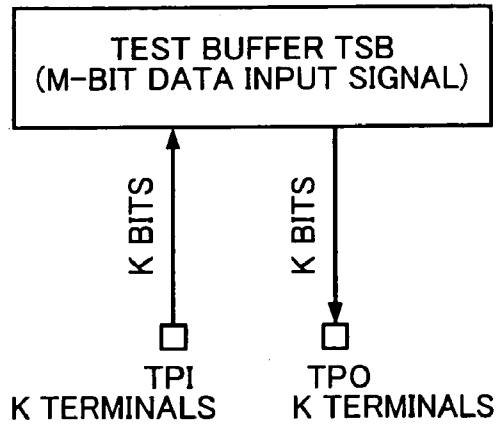 TEST BUFFER TSB
(M-BIT DATA INPUT SIGNAL)
K BITS
K BITS
TPI
K TERMINALS
TPO
K TERMINALS